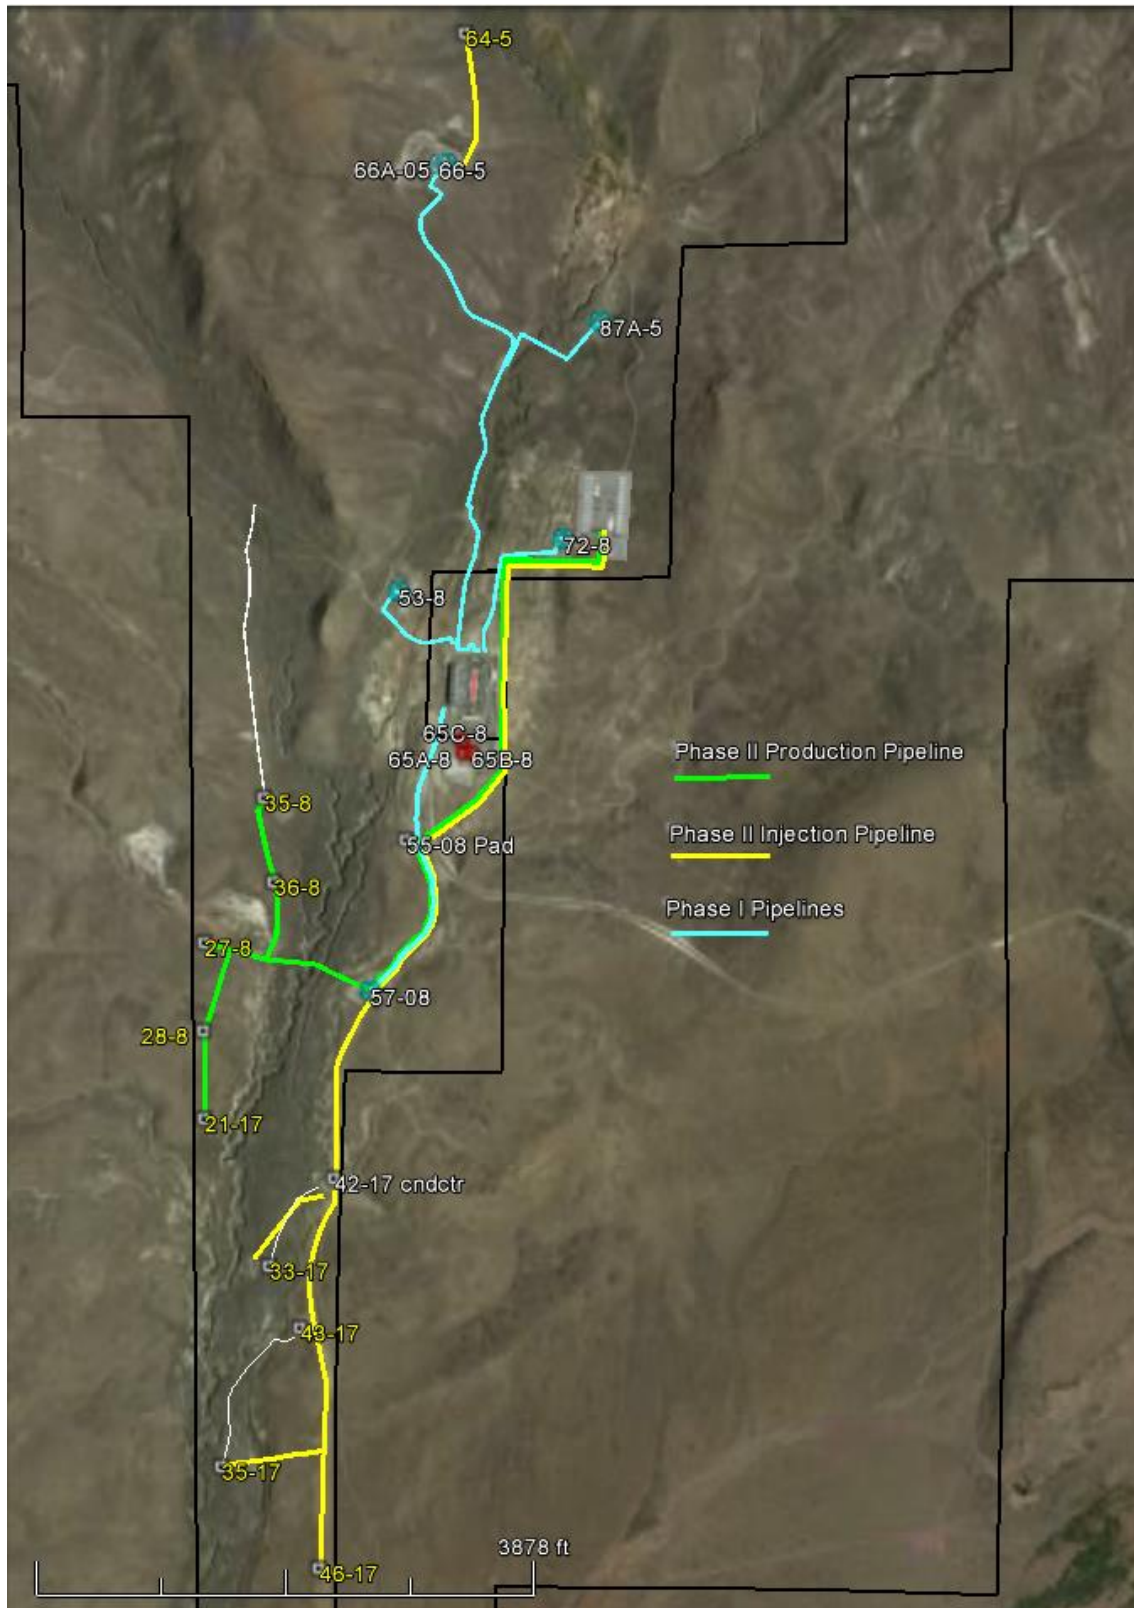 64-5
66A-05 66-5
87A-5
72-8
53-8
65C-8
65A-8 65B-8
Phase II Production Pipeline
35-8
Phase II Injection Pipeline
55-08 Pad
36-8
Phase I Pipelines
27-8
57-08
28-8
21-17
42-17 cndctr
33-17
43-17
35-17
3878 ft
46-17